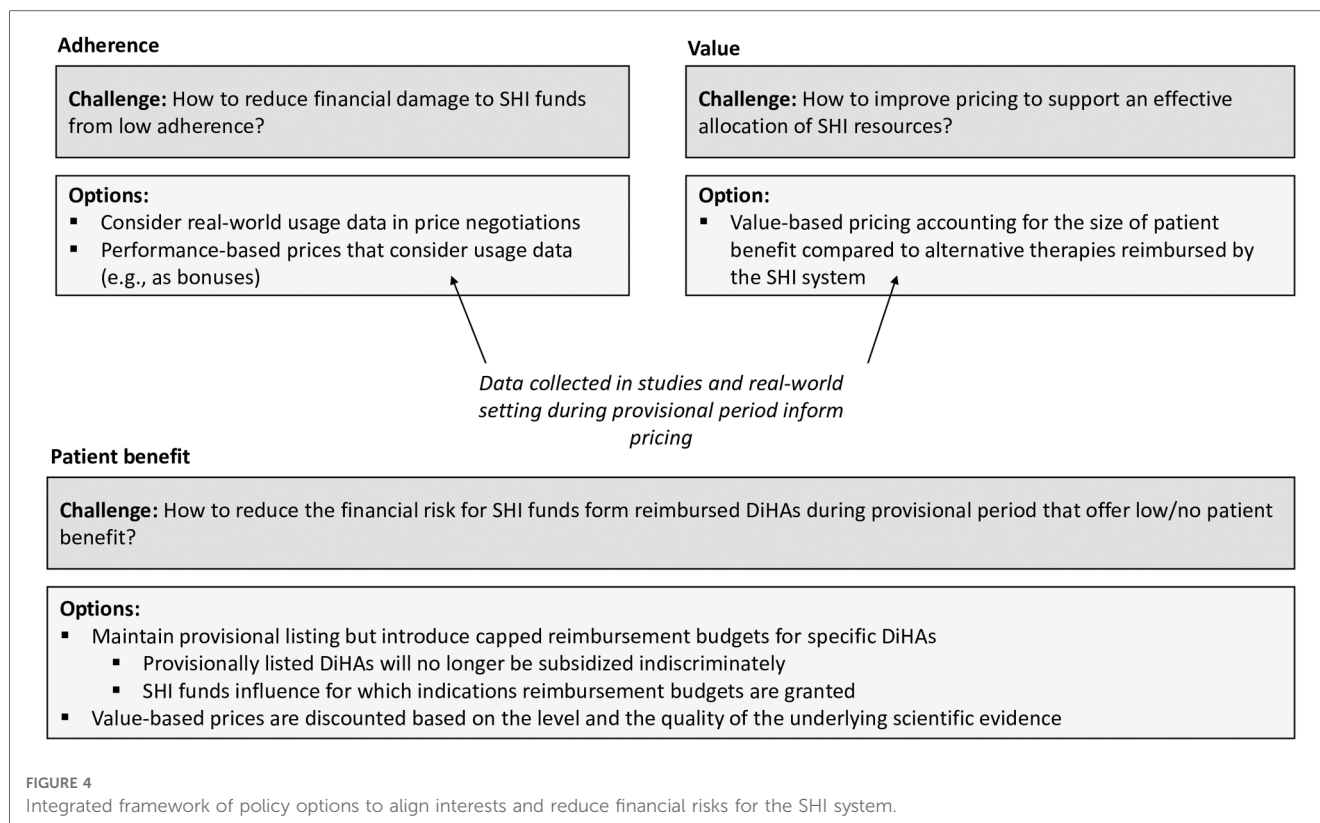 Adherence
Challenge: How to reduce financial damage to SHI funds
from low adherence?
Options:
▪ Consider real-world usage data in price negotiations
▪ Performance-based prices that consider usage data
(e.g., as bonuses)
Value
Challenge: How to improve pricing to support an effective
allocation of SHI resources?
Option:
▪ Value-based pricing accounting for the size of patient
benefit compared to alternative therapies reimbursed by
the SHI system
Data collected in studies and real-world
setting during provisional period inform
pricing
Patient benefit
Challenge: How to reduce the financial risk for SHI funds form reimbursed DiHAs during provisional period that offer low/no patient
benefit?
Options:
▪ Maintain provisional listing but introduce capped reimbursement budgets for specific DiHAs
▪ Provisionally listed DiHAs will no longer be subsidized indiscriminately
▪ SHI funds influence for which indications reimbursement budgets are granted
▪ Value-based prices are discounted based on the level and the quality of the underlying scientific evidence
FIGURE 4
Integrated framework of policy options to align interests and reduce financial risks for the SHI system.